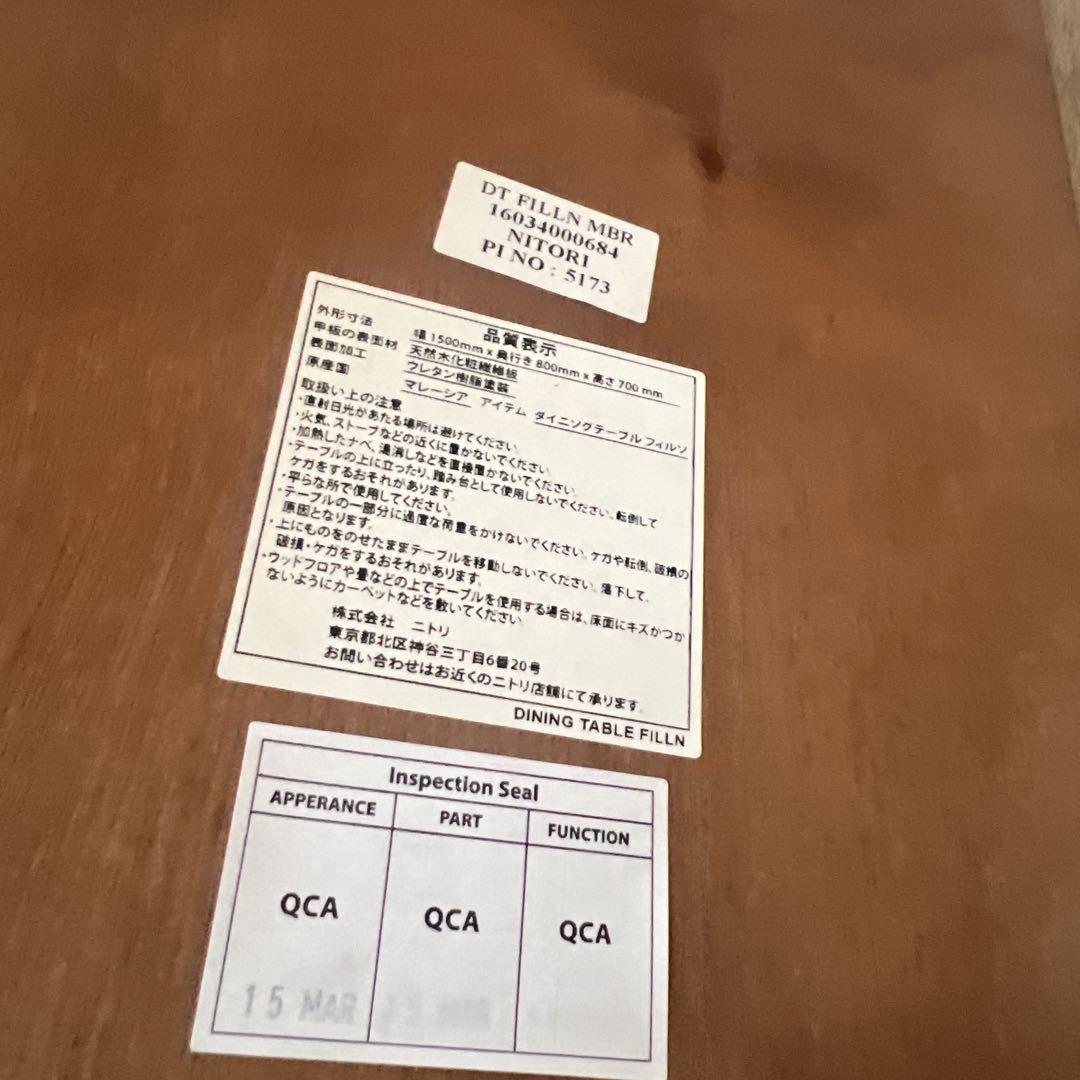 DT FILLN MBR
16034000684
NITORI
PI NO : 5173
品質表示
外形寸法 幅1500mm x 奥行き 800mm x 高さ 700 mm
甲板の表面材 天然木化粧繊維板
表面加工 ウレタン樹脂塗装
原産国 マレーシア アイテム ダイニングテーブル フィルン
取扱い上の注意
・直射日光があたる場所は避けてください。
・火気、ストーブなどの近くに置かないでください。
・加熱したナベ、湯消しなどを直接置かないでください。
・テーブルの上に立ったり、踏み台として使用しないでください。転倒して
ケガをするおそれがあります。
・平らな所で使用してください。
・テーブルの一部分に過度な荷重をかけないでください。ケガや転倒、破損の
原因となります。
・上にものをのせたままテーブルを移動しないでください。落下して、
破損・ケガをするおそれがあります。
・ウッドフロアや畳などの上でテーブルを使用する場合は、床面にキズがつか
ないようにカーペットなどを敷いてください。
株式会社 ニトリ
東京都北区神谷三丁目6番20号
お問い合わせはお近くのニトリ店舗にて承ります。
DINING TABLE FILLN
Inspection Seal
APPERANCE PART FUNCTION
QCA QCA QCA
15 MAR